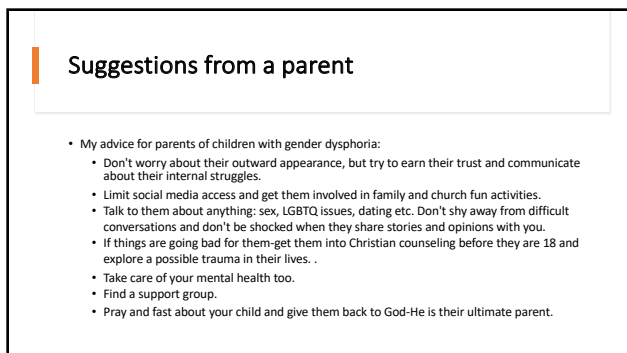 Suggestions from a parent
• My advice for parents of children with gender dysphoria:
• Don't worry about their outward appearance, but try to earn their trust and communicate
about their internal struggles.
• Limit social media access and get them involved in family and church fun activities.
• Talk to them about anything: sex, LGBTQ issues, dating etc. Don't shy away from difficult
conversations and don't be shocked when they share stories and opinions with you.
• If things are going bad for them-get them into Christian counseling before they are 18 and
explore a possible trauma in their lives. .
• Take care of your mental health too.
• Find a support group.
• Pray and fast about your child and give them back to God-He is their ultimate parent.